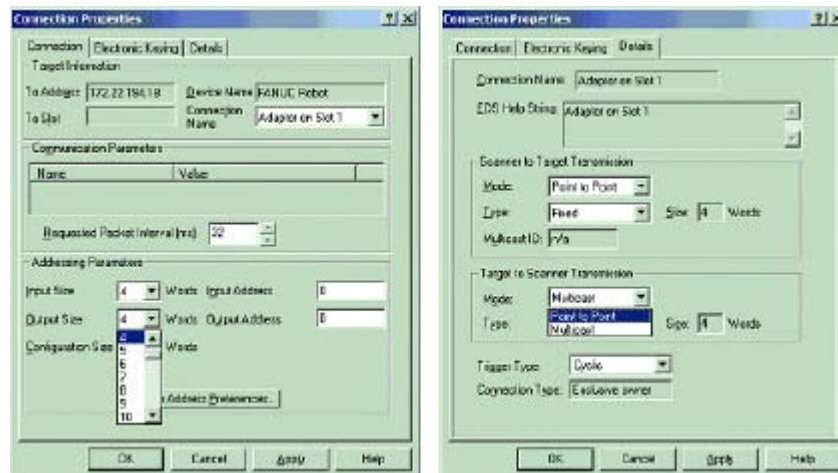 Connection Properties
Connection Electronic Keying Details
Target Information
To Address: 172.22.194.18 Device Name FANUC Robot
To Slot Connection Name Adapter on Slot 1
Communication Parameters
Name Value
Requested Packet Interval (ms) 32
Addressing Parameters
Input Size 4 Words Input Address 0
Output Size 4 Words Output Address 0
Configuration Size Words
4
5
6
7
8
9
10
Address Preferences...
OK Cancel Apply Help
Connection Properties
Connection Electronic Keying Details
Connection Name Adapter on Slot 1
EDS Help String: Adapter on Slot 1
Scanner to Target Transmission
Mode: Point to Point
Type: Fixed Size: 4 Words
Multicast ID: n/a
Target to Scanner Transmission
Mode: Multicast
Point to Point
Multicast
Type: Size: 4 Words
Trigger Type: Cyclic
Connection Type: Exclusive owner
OK Cancel Apply Help